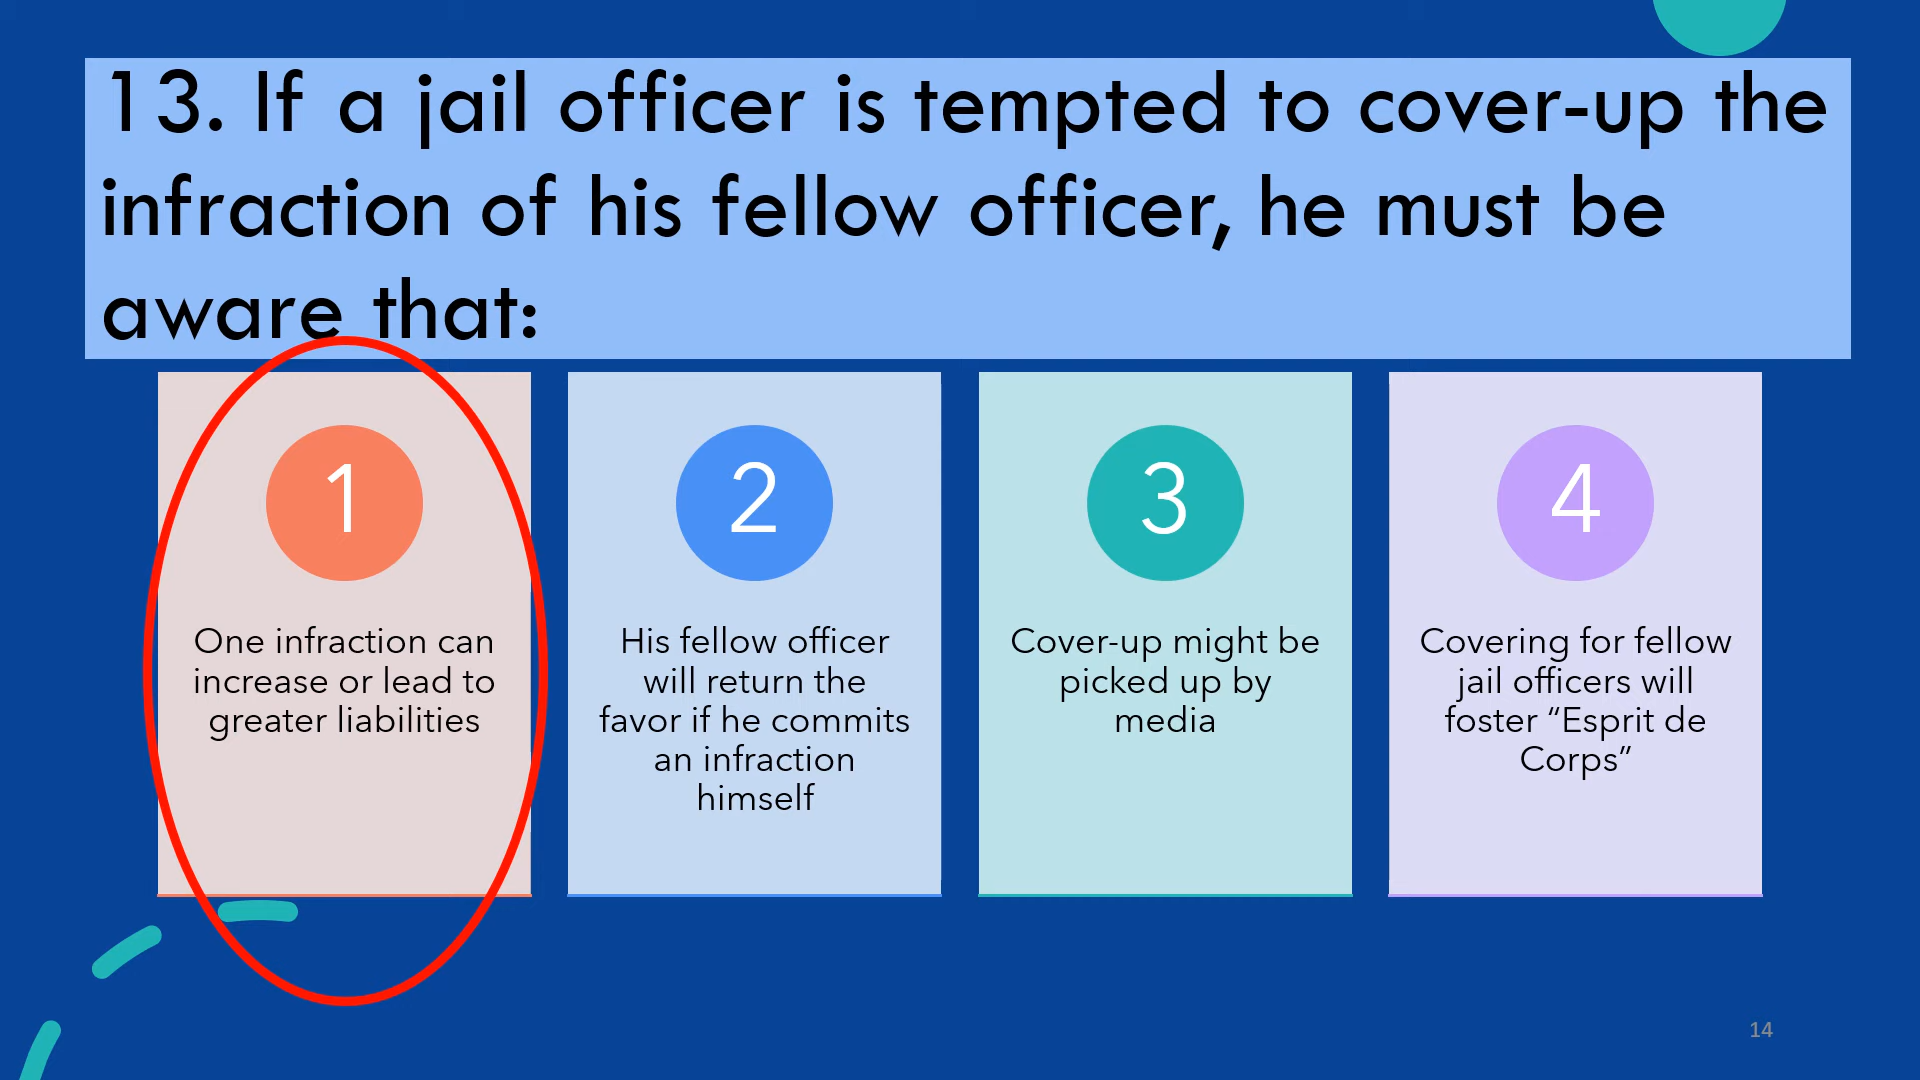 13. If a jail officer is tempted to cover-up the
infraction of his fellow officer, he must be
aware that:
1
One infraction can
increase or lead to
greater liabilities
2
His fellow officer
will return the
favor if he commits
an infraction
himself
3
Cover-up might be
picked up by
media
4
Covering for fellow
jail officers will
foster “Esprit de
Corps”
14